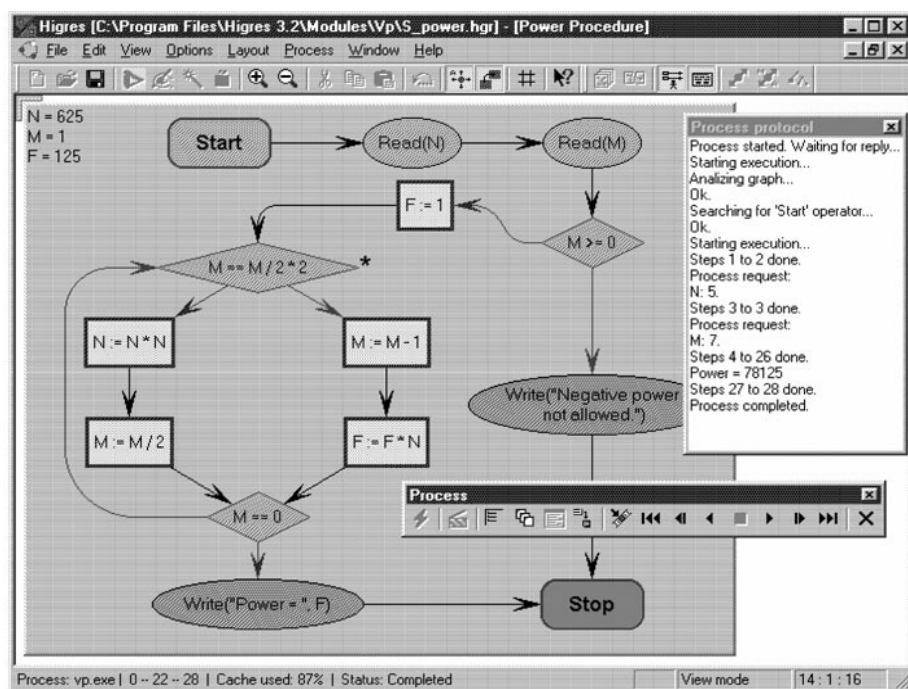 Higres [C:\Program Files\Higres 3.2\Modules\Vp\S_power.hgr] - [Power Procedure]
File Edit View Options Layout Process Window Help
N = 625
M = 1
F = 125
Start
Read(N)
Read(M)
F := 1
M >= 0
M == M / 2 * 2
*
N := N * N
M := M - 1
Write("Negative power
not allowed.")
M := M / 2
F := F * N
M == 0
Write("Power = ", F)
Stop
Process protocol
Process started. Waiting for reply...
Starting execution...
Analizing graph...
Ok.
Searching for 'Start' operator...
Ok.
Starting execution...
Steps 1 to 2 done.
Process request:
N: 5.
Steps 3 to 3 done.
Process request:
M: 7.
Steps 4 to 26 done.
Power = 78125
Steps 27 to 28 done.
Process completed.
Process
Process: vp.exe | 0 -- 22 -- 28 | Cache used: 87% | Status: Completed
View mode
14 : 1 : 16